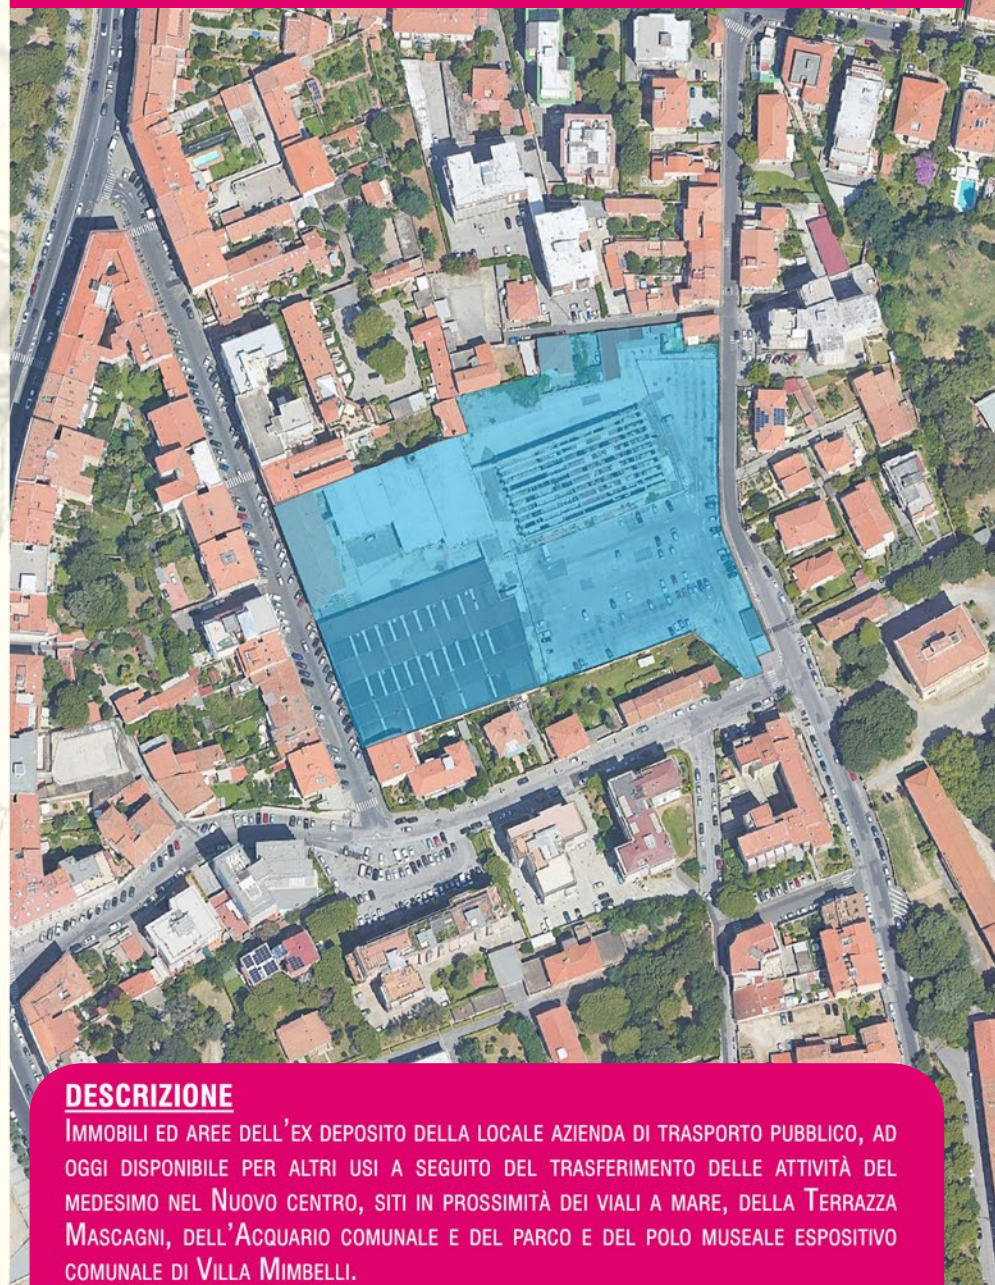 DESCRIZIONE
IMMOBILI ED AREE DELL'EX DEPOSITO DELLA LOCALE AZIENDA DI TRASPORTO PUBBLICO, AD
OGGI DISPONIBILE PER ALTRI USI A SEGUITO DEL TRASFERIMENTO DELLE ATTIVITÀ DEL
MEDESIMO NEL NUOVO CENTRO, SITI IN PROSSIMITÀ DEI VIALI A MARE, DELLA TERRAZZA
MASCAGNI, DELL'ACQUARIO COMUNALE E DEL PARCO E DEL POLO MUSEALE ESPOSITIVO
COMUNALE DI VILLA MIMBELLI.